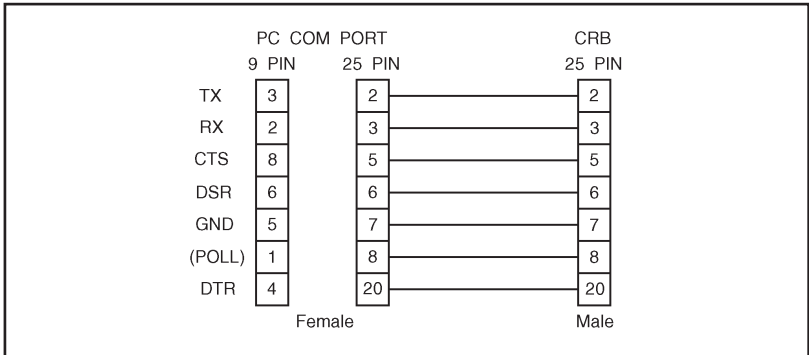 PC COM PORT CRB
9 PIN 25 PIN 25 PIN
TX 3 2 2
RX 2 3 3
CTS 8 5 5
DSR 6 6 6
GND 5 7 7
(POLL) 1 8 8
DTR 4 20 20
Female Male